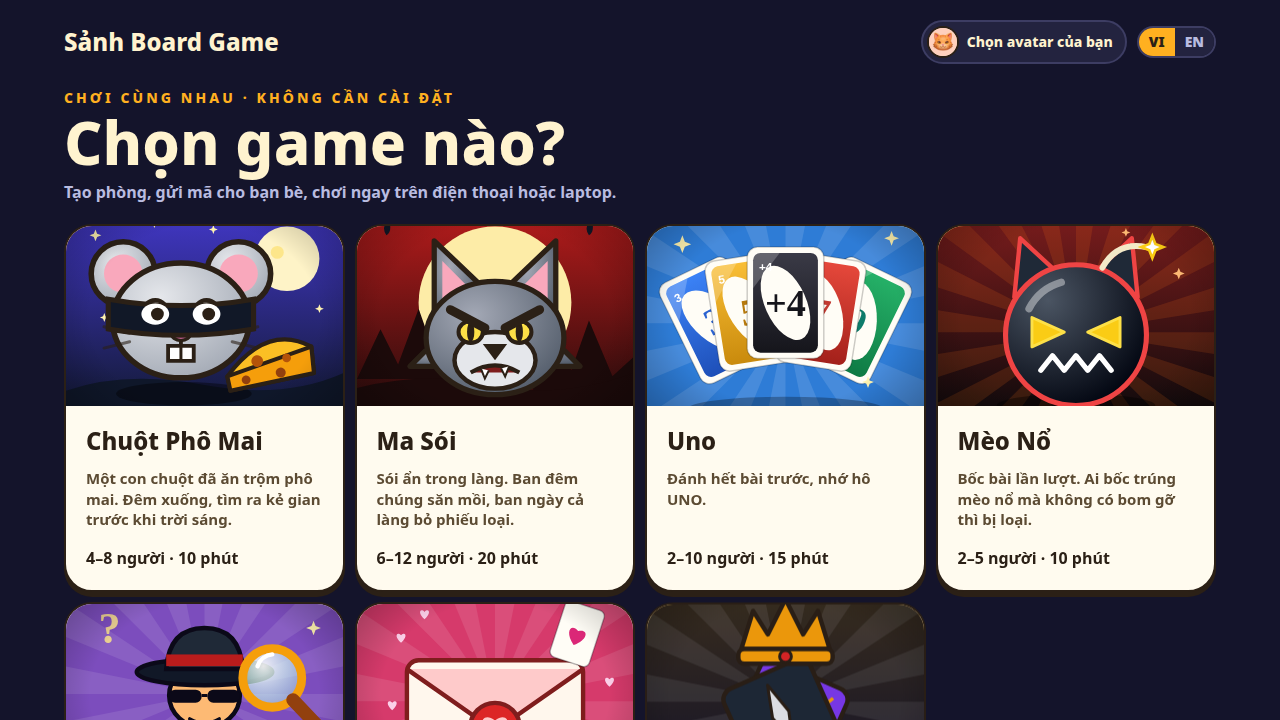 Sảnh Board Game
Chọn avatar của bạn
VI
EN
CHƠI CÙNG NHAU · KHÔNG CẦN CÀI ĐẶT
Chọn game nào?
Tạo phòng, gửi mã cho bạn bè, chơi ngay trên điện thoại hoặc laptop.
+4
+4
Chuột Phô Mai
Một con chuột đã ăn trộm phô
mai. Đêm xuống, tìm ra kẻ gian
trước khi trời sáng.
4–8 người · 10 phút
Ma Sói
Sói ẩn trong làng. Ban đêm
chúng săn mồi, ban ngày cả
làng bỏ phiếu loại.
6–12 người · 20 phút
Uno
Đánh hết bài trước, nhớ hô
UNO.
2–10 người · 15 phút
Mèo Nổ
Bốc bài lần lượt. Ai bốc trúng
mèo nổ mà không có bom gỡ
thì bị loại.
2–5 người · 10 phút
?